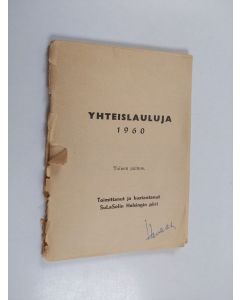 YHTEISLAULUJA
1960
Toinen painos.
Toimittanut ja kustantanut
SuLaSolin Helsingin piiri